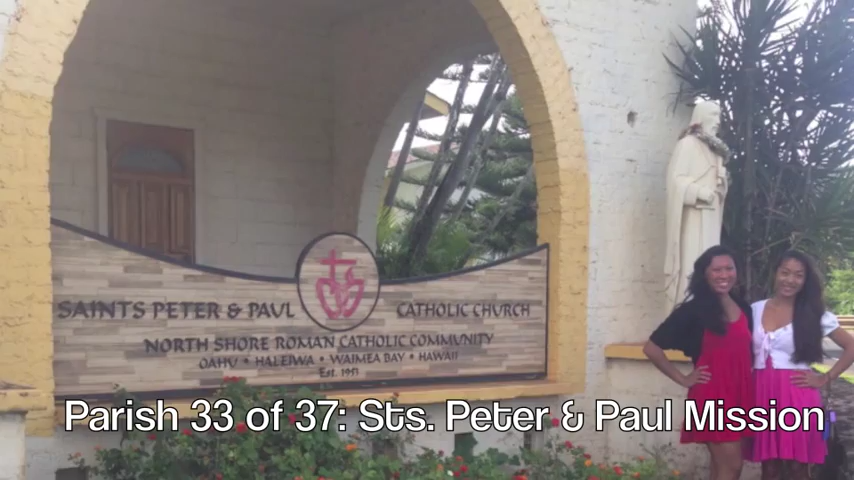 SAINTS PETER & PAUL CATHOLIC CHURCH
NORTH SHORE ROMAN CATHOLIC COMMUNITY
OAHU • HALEIWA • WAIMEA BAY • HAWAII
Est. 1951
Parish 33 of 37: Sts. Peter & Paul Mission